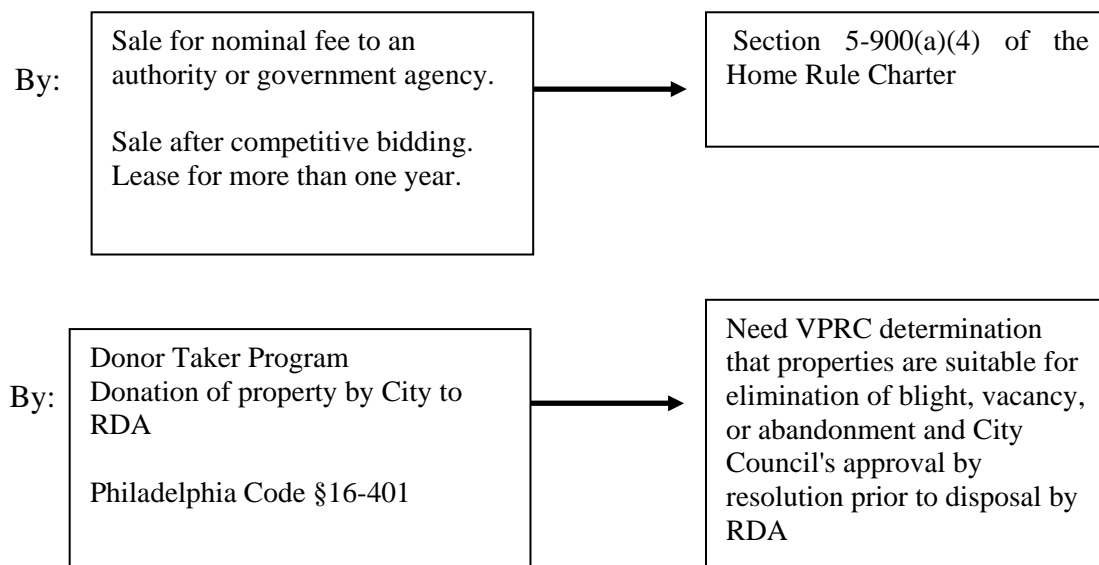 By:
Sale for nominal fee to an
authority or government agency.
Sale after competitive bidding.
Lease for more than one year.
Section 5-900(a)(4) of the
Home Rule Charter
By:
Donor Taker Program
Donation of property by City to
RDA
Philadelphia Code §16-401
Need VPRC determination
that properties are suitable for
elimination of blight, vacancy,
or abandonment and City
Council's approval by
resolution prior to disposal by
RDA